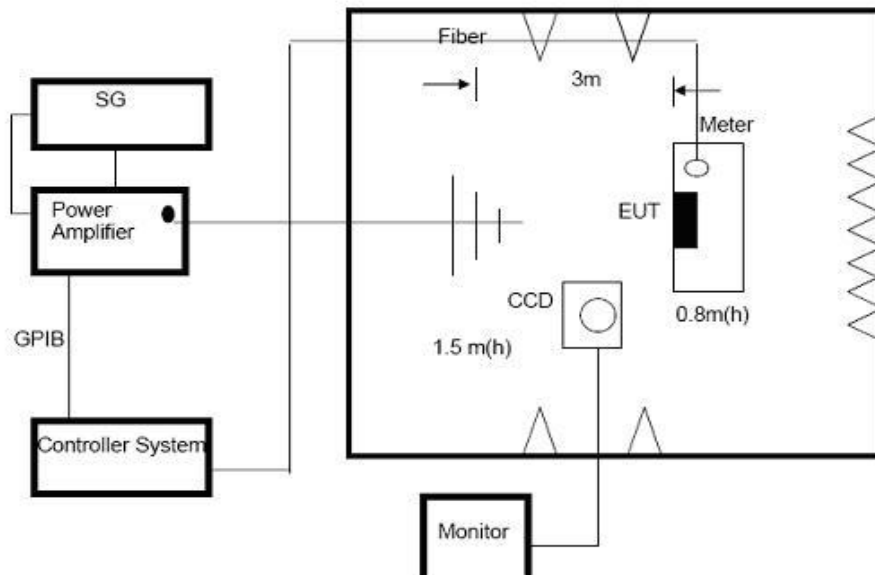 Fiber
3m
SG
Meter
Power
Amplifier
EUT
CCD
0.8m(h)
GPIB
1.5 m(h)
Controller System
Monitor